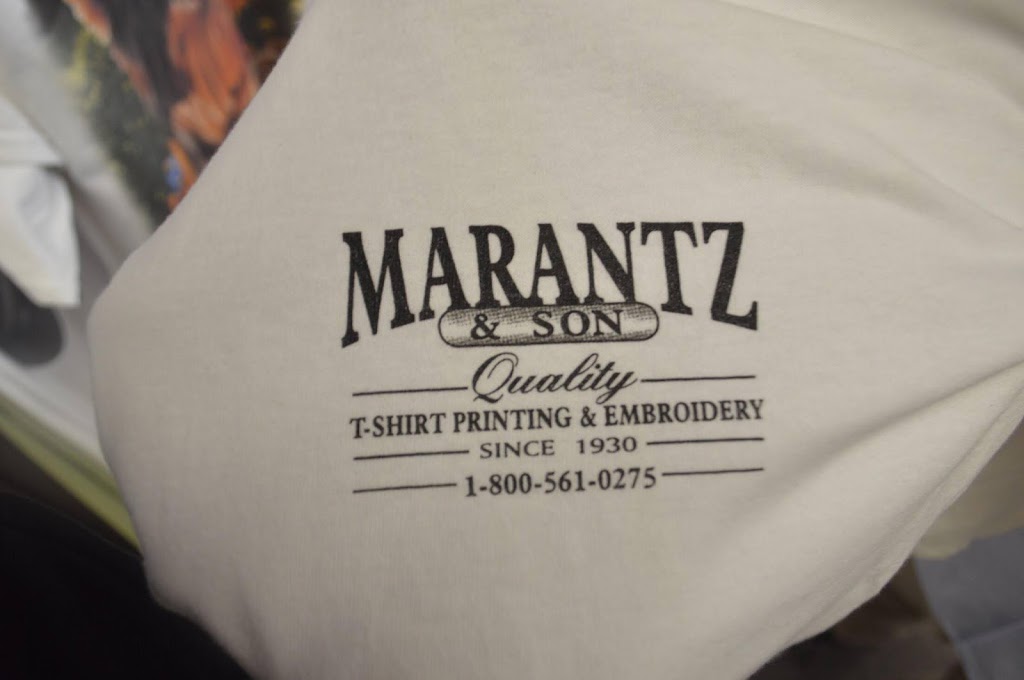 MARANTZ
& SON
Quality
T-SHIRT PRINTING & EMBROIDERY
SINCE 1930
1-800-561-0275